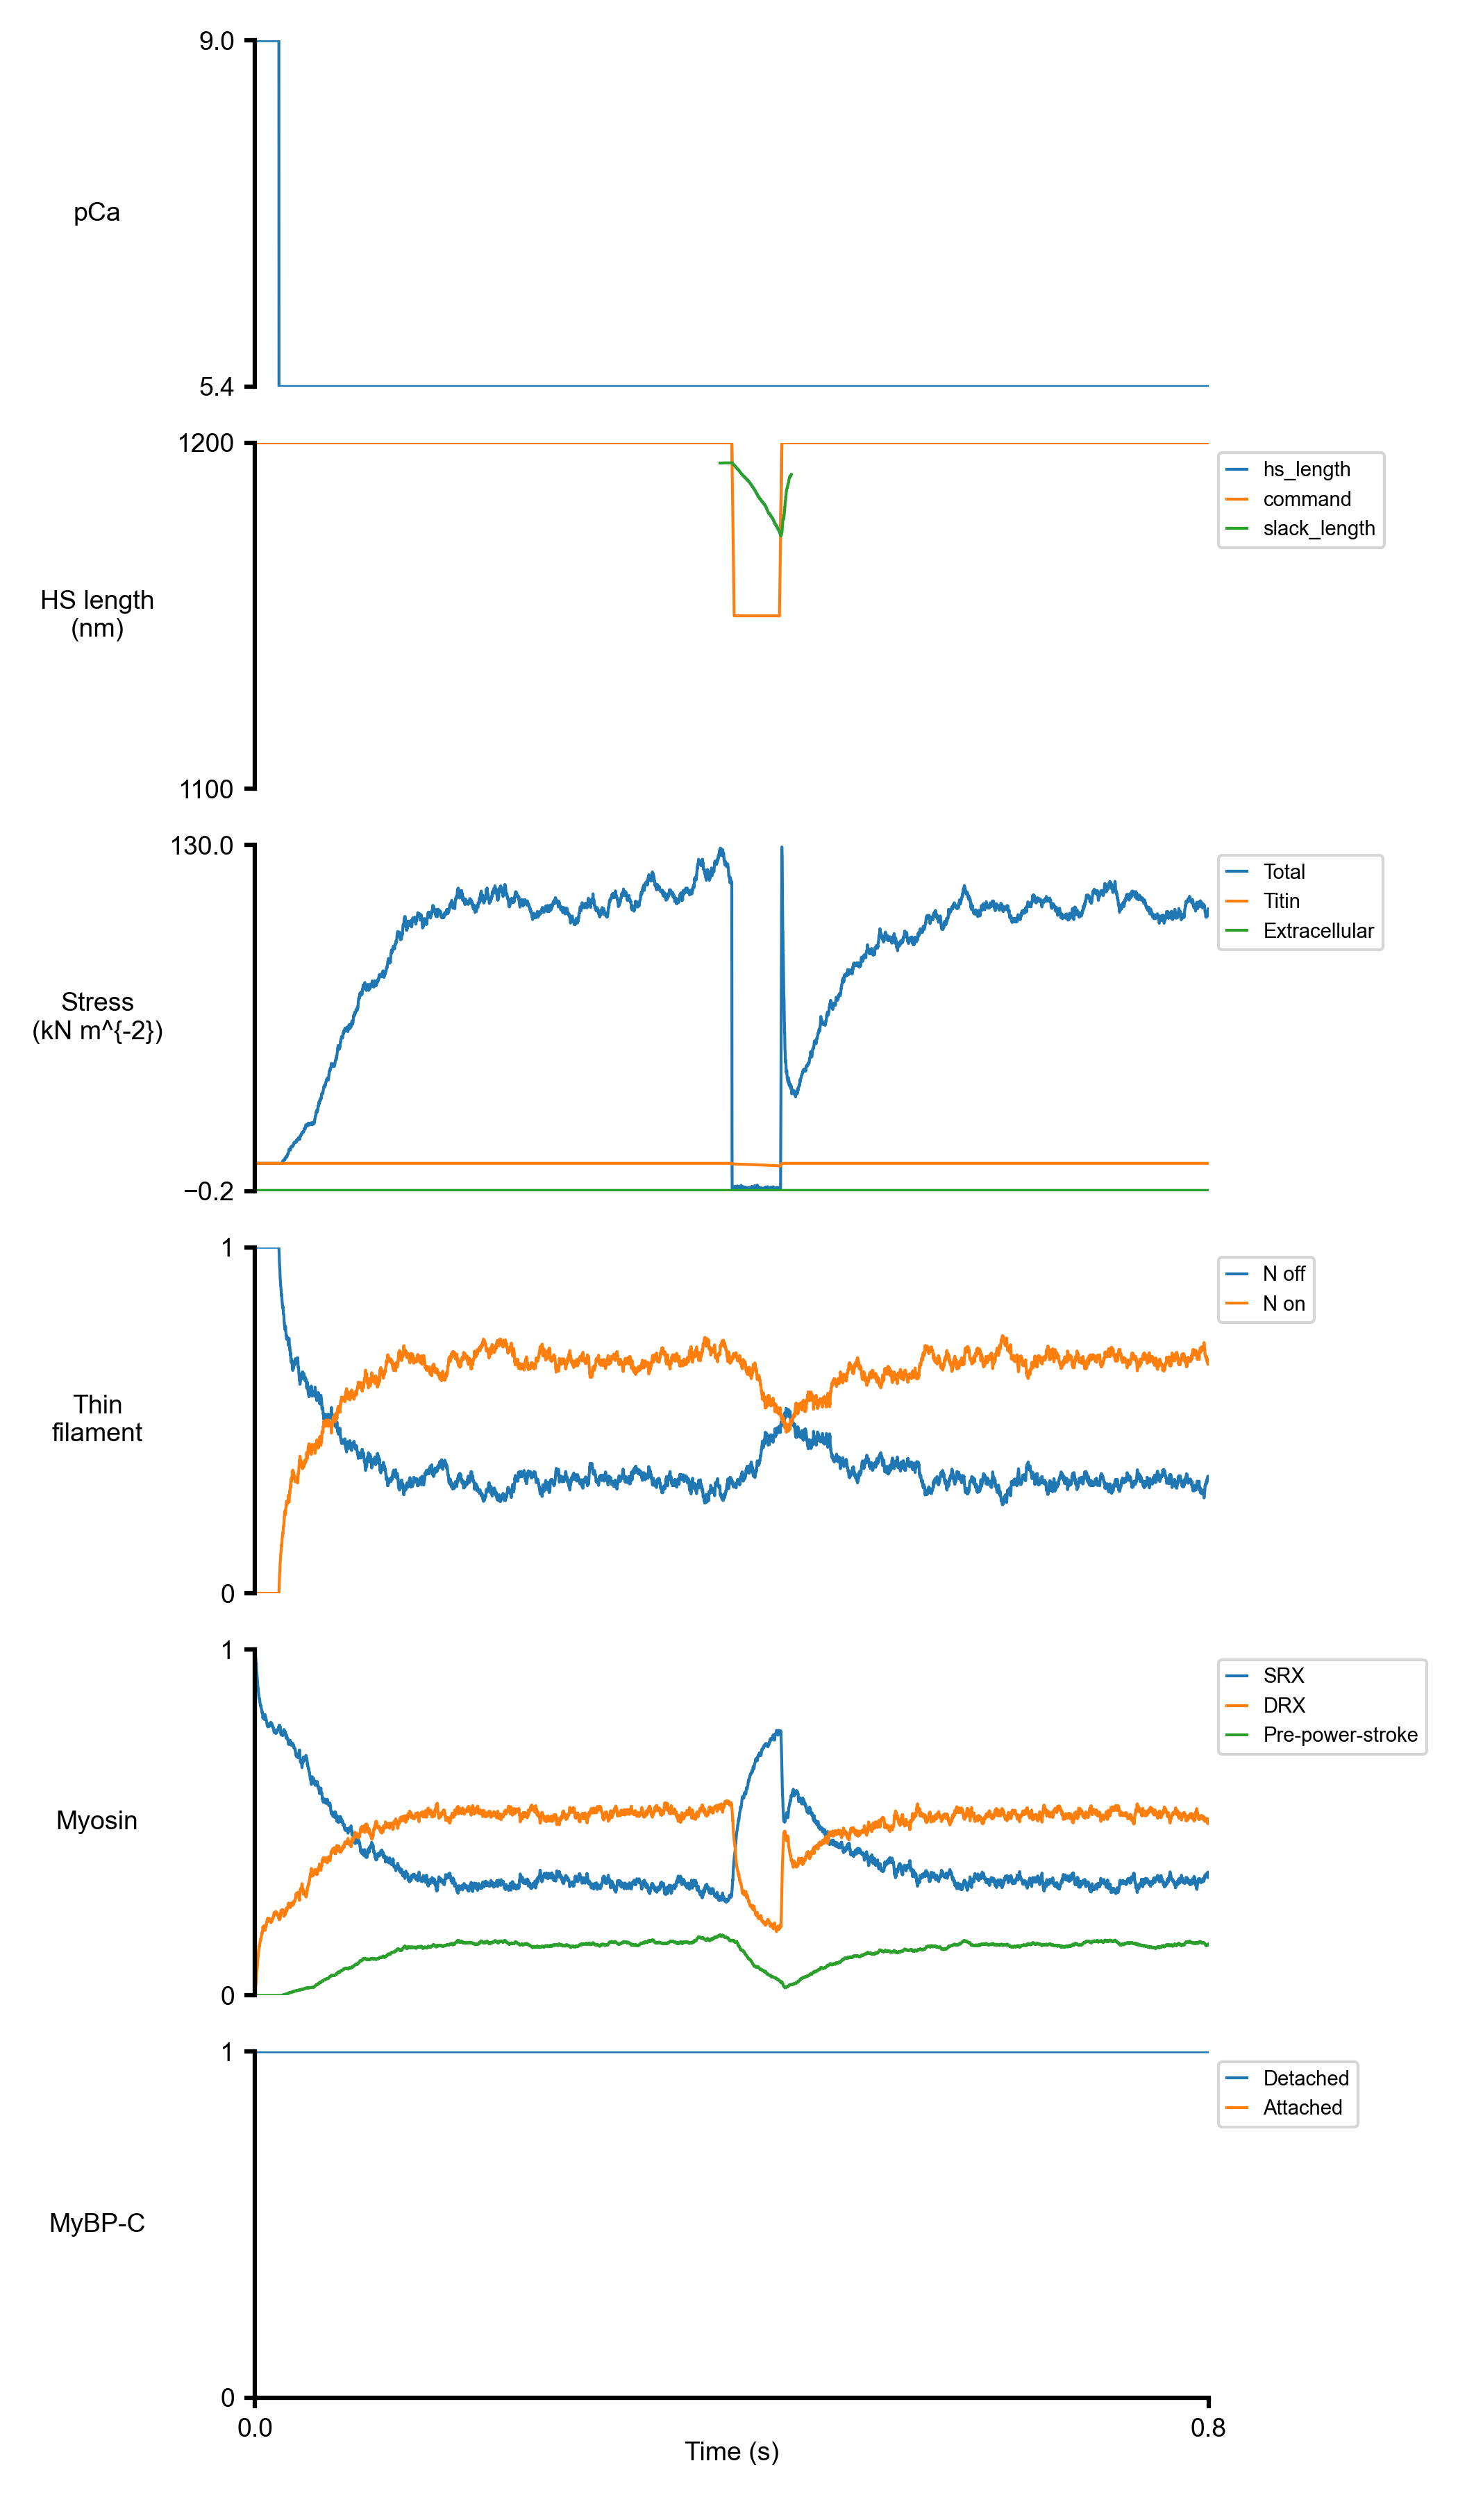 9.0
pCa
5.4
1200
hs_length
command
slack_length
HS length
(nm)
1100
130.0
Total
Titin
Extracellular
Stress
(kN m^{-2})
−0.2
1
N off
N on
Thin
filament
0
1
SRX
DRX
Pre-power-stroke
Myosin
0
1
Detached
Attached
MyBP-C
0
0.0
0.8
Time (s)